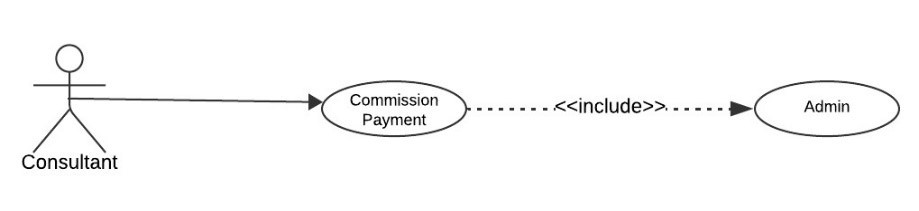 Commission
Payment
<<include>>
Admin
Consultant